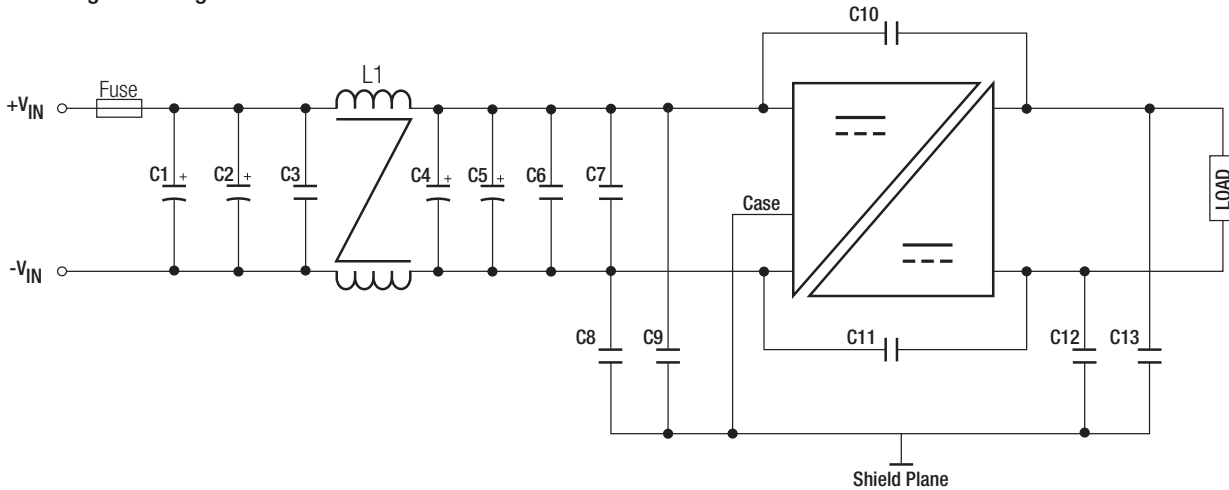 C10
L1
Fuse
+VIN
C1 +
C2 +
C3
C4 +
C5 +
C6
C7
Case
LOAD
-VIN
C8
C9
C11
C12
C13
Shield Plane